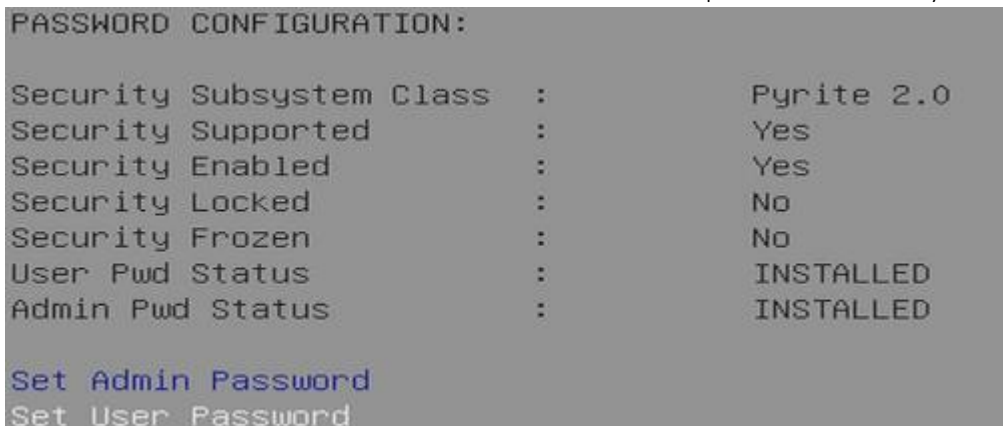 PASSWORD CONFIGURATION:
Security Subsystem Class : Pyrite 2.0
Security Supported : Yes
Security Enabled : Yes
Security Locked : No
Security Frozen : No
User Pwd Status : INSTALLED
Admin Pwd Status : INSTALLED
Set Admin Password
Set User Password